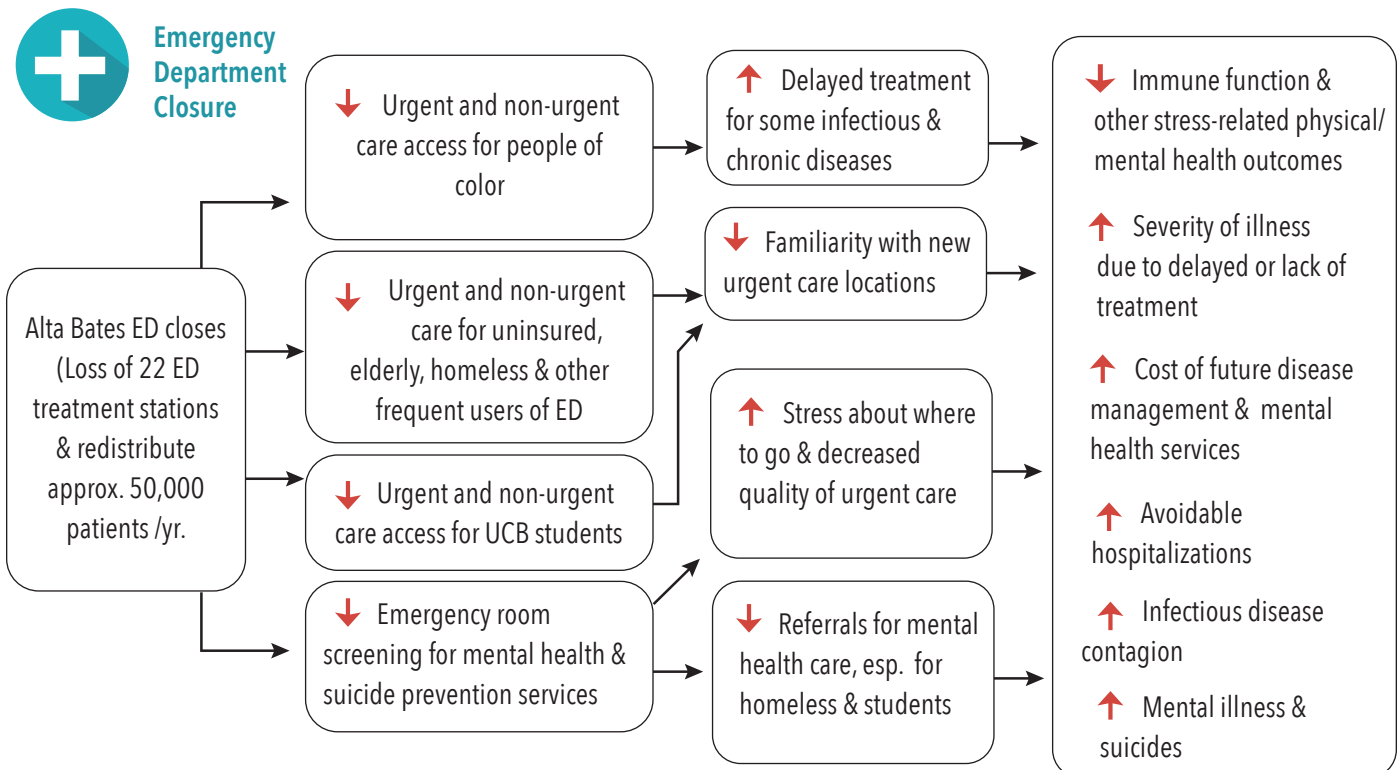 Emergency
Department
Closure
Alta Bates ED closes
(Loss of 22 ED
treatment stations
& redistribute
approx. 50,000
patients /yr.
Urgent and non-urgent
care access for people of
color
Urgent and non-urgent
care for uninsured,
elderly, homeless & other
frequent users of ED
Urgent and non-urgent
care access for UCB students
Emergency room
screening for mental health &
suicide prevention services
Delayed treatment
for some infectious &
chronic diseases
Familiarity with new
urgent care locations
Stress about where
to go & decreased
quality of urgent care
Referrals for mental
health care, esp. for
homeless & students
Immune function &
other stress-related physical/
mental health outcomes
Severity of illness
due to delayed or lack of
treatment
Cost of future disease
management & mental
health services
Avoidable
hospitalizations
Infectious disease
contagion
Mental illness &
suicides